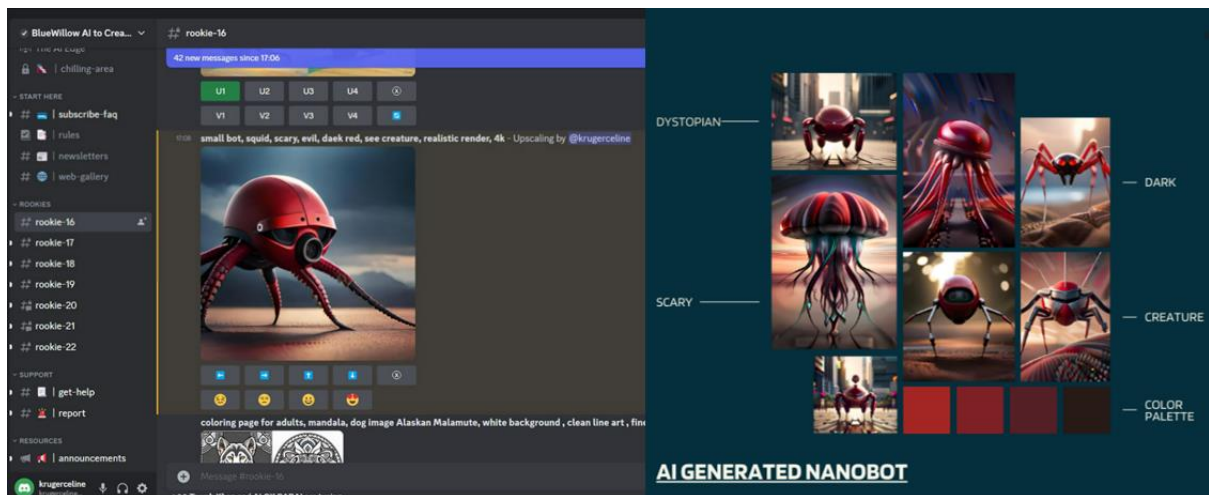 BlueWillow AI to Crea...
The AI Edge
chilling-area
START HERE
subscribe-faq
rules
newsletters
web-gallery
ROOKIES
rookie-16
rookie-17
rookie-18
rookie-19
rookie-20
rookie-21
rookie-22
SUPPORT
get-help
report
RESOURCES
announcements
krugerceline
rookie-16
42 new messages since 17:06
U1 U2 U3 U4
V1 V2 V3 V4
17:08 small bot, squid, scary, evil, daek red, see creature, realistic render, 4k - Upscaling by @krugerceline
coloring page for adults, mandala, dog image Alaskan Malamute, white background , clean line art , fine
Message #rookie-16
DYSTOPIAN
DARK
SCARY
CREATURE
COLOR
PALETTE
AI GENERATED NANOBOT